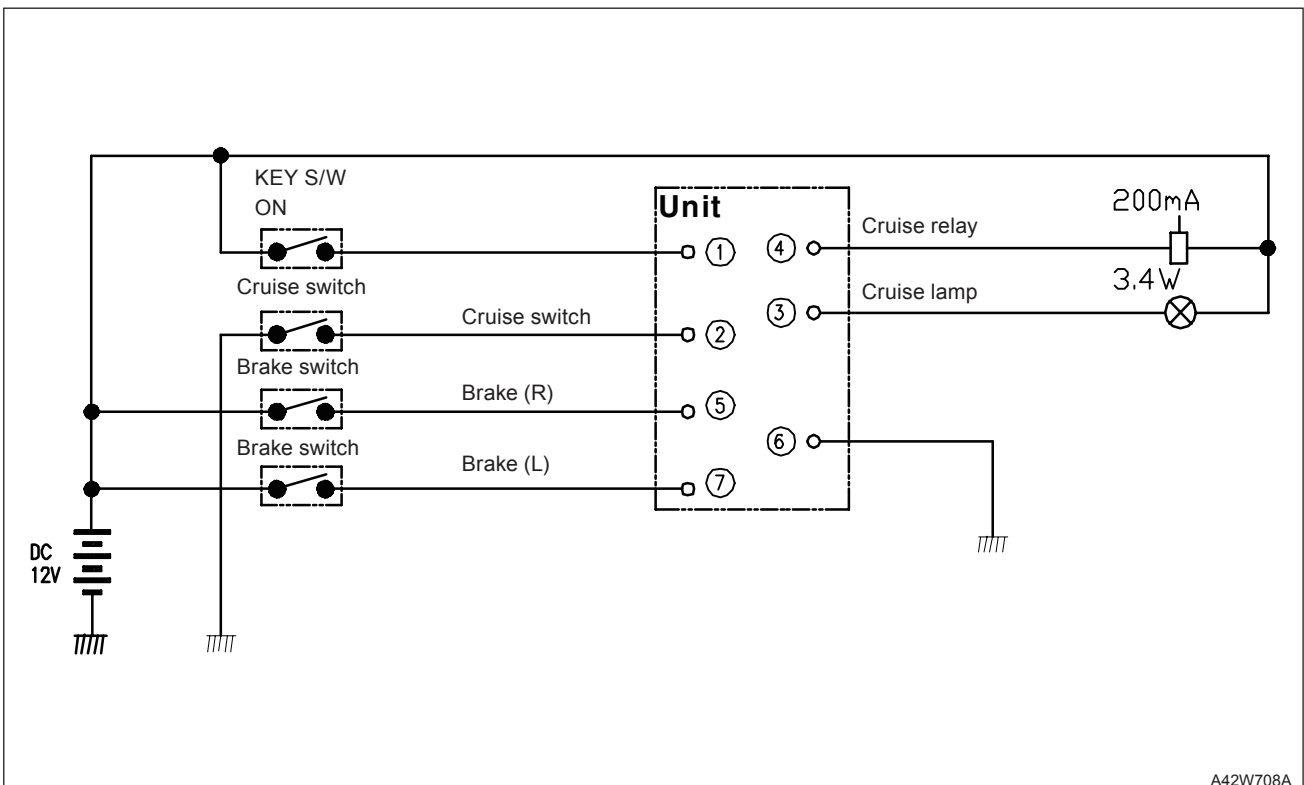 KEY S/W
ON
Unit
200mA
Cruise relay
① ④
Cruise switch
3.4W
Cruise lamp
Cruise switch
③
②
Brake switch
Brake (R)
⑤
⑥
Brake switch
Brake (L)
⑦
DC
12V
A42W708A